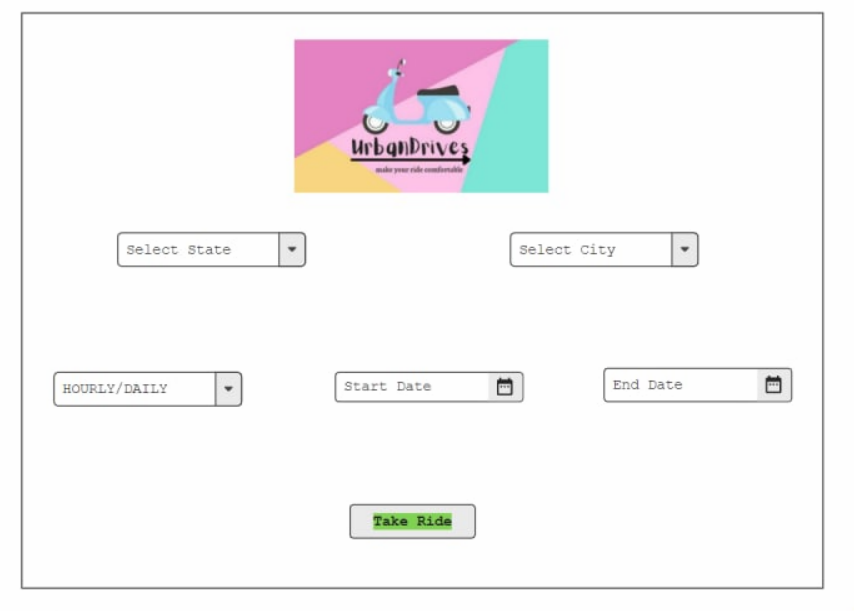 UrbanDrives
make your ride comfortable
Select State
Select City
HOURLY/DAILY
Start Date
End Date
Take Ride